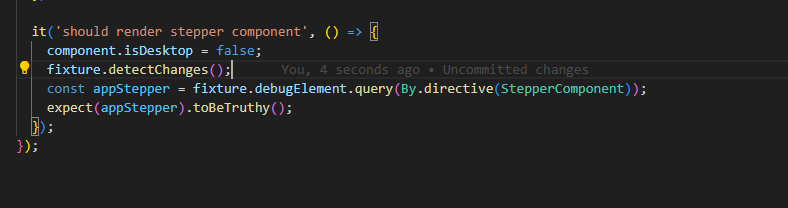 it('should render stepper component', () => {
component.isDesktop = false;
fixture.detectChanges(); You, 4 seconds ago • Uncommitted changes
const appStepper = fixture.debugElement.query(By.directive(StepperComponent));
expect(appStepper).toBeTruthy();
});
});